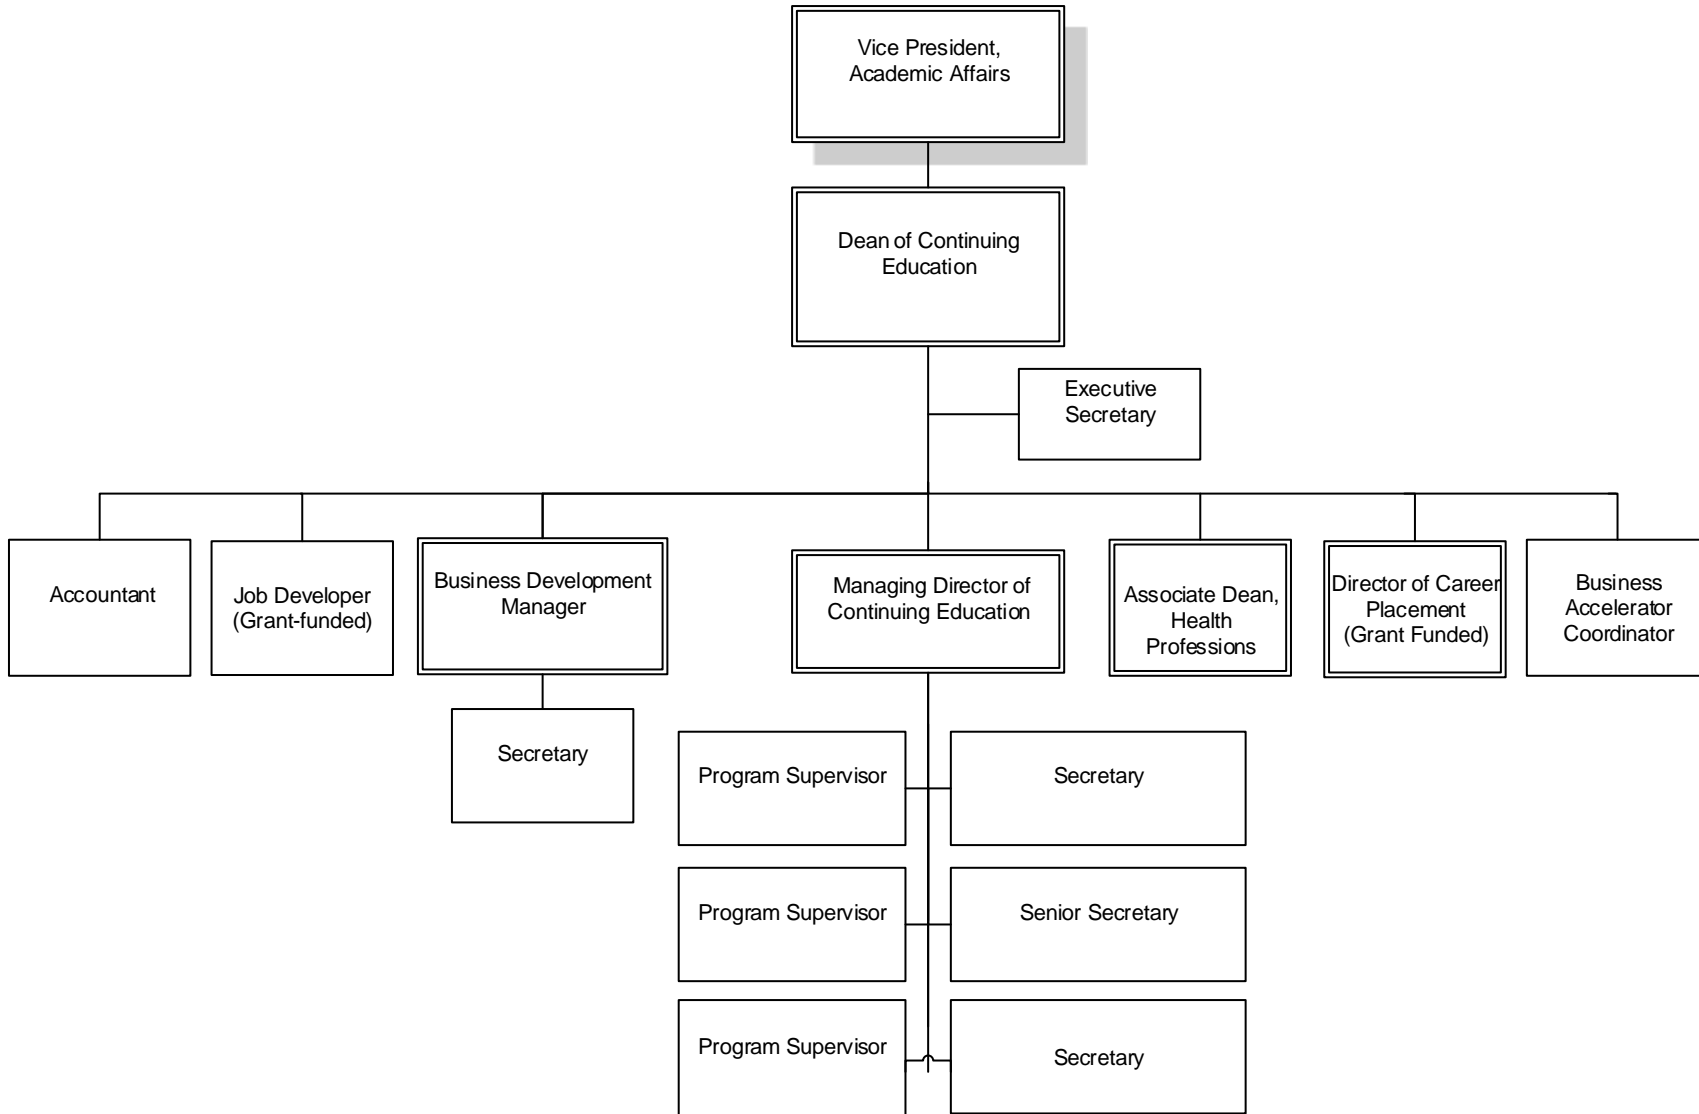 Vice President,
Academic Affairs
Dean of Continuing
Education
Executive
Secretary
Accountant
Job Developer
(Grant-funded)
Business Development
Manager
Managing Director of
Continuing Education
Associate Dean,
Health
Professions
Director of Career
Placement
(Grant Funded)
Business
Accelerator
Coordinator
Secretary
Program Supervisor
Secretary
Program Supervisor
Senior Secretary
Program Supervisor
Secretary